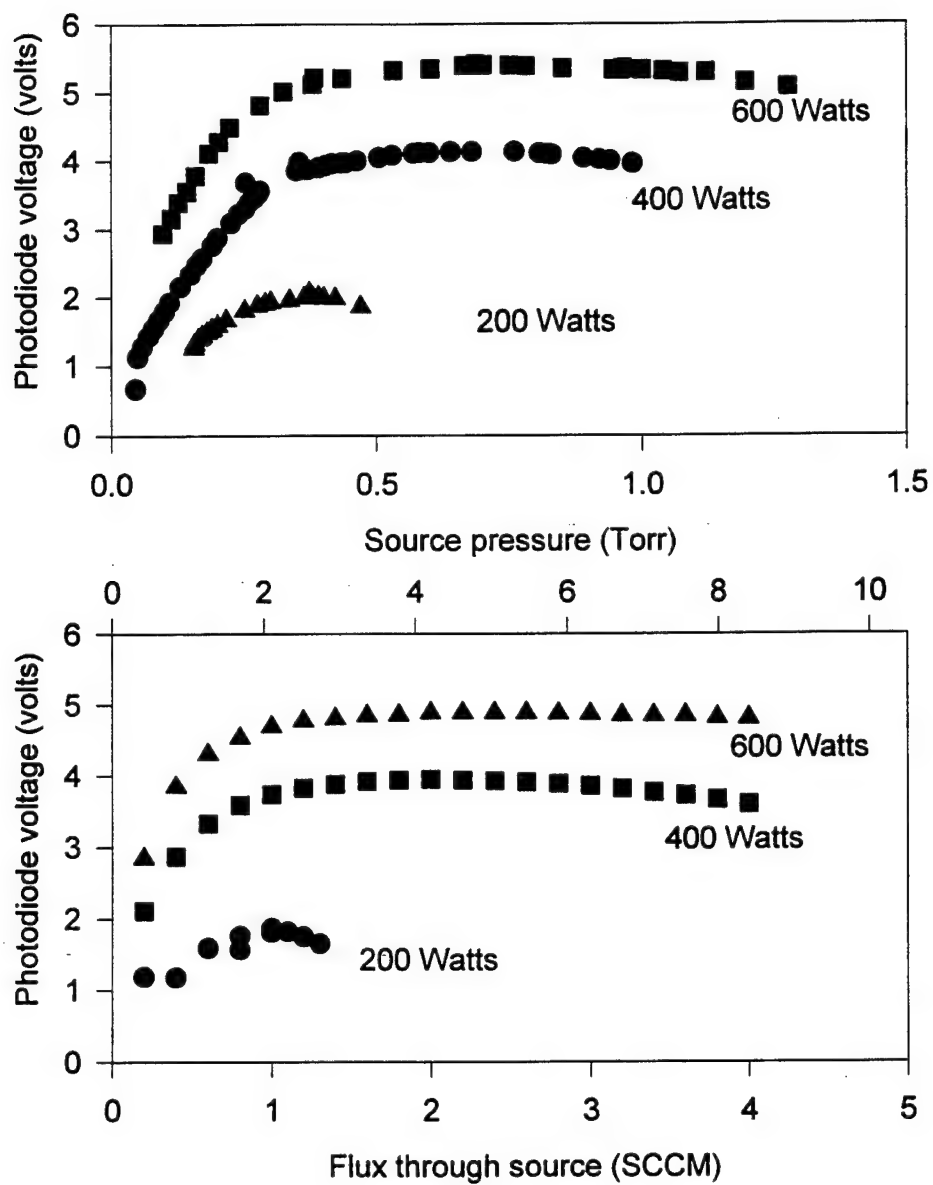 6
5
4
3
2
1
0
Photodiode voltage (volts)
600 Watts
400 Watts
200 Watts
0.0 0.5 1.0 1.5
Source pressure (Torr)
0 2 4 6 8 10
6
5
4
3
2
1
0
Photodiode voltage (volts)
600 Watts
400 Watts
200 Watts
0 1 2 3 4 5
Flux through source (SCCM)